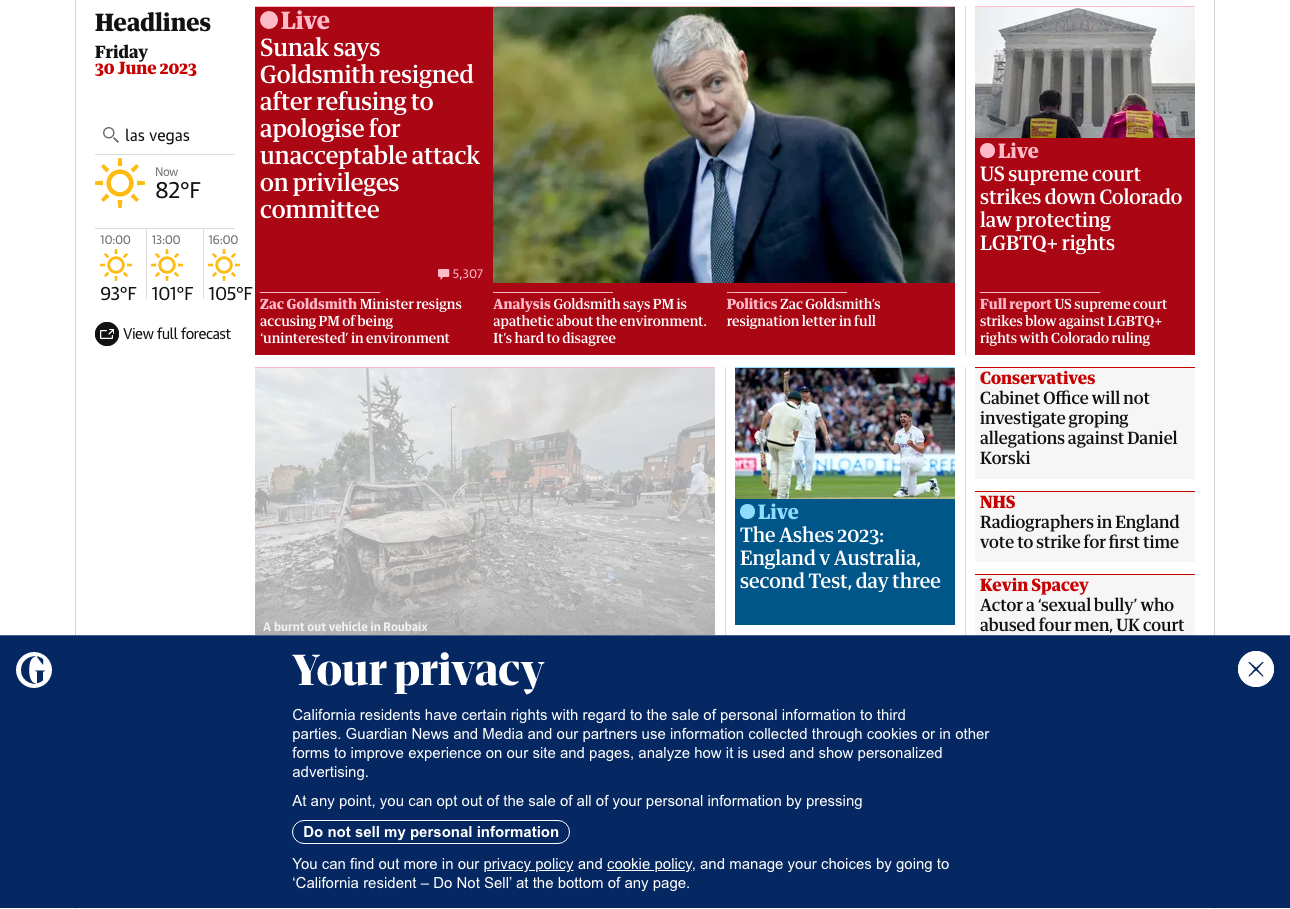 Headlines
Friday
30 June 2023
las vegas
Now
82°F
10:00
93°F
13:00
101°F
16:00
105°F
View full forecast
Live
Sunak says
Goldsmith resigned
after refusing to
apologise for
unacceptable attack
on privileges
committee
5,307
Zac Goldsmith Minister resigns
accusing PM of being
‘uninterested’ in environment
Analysis Goldsmith says PM is
apathetic about the environment.
It’s hard to disagree
Politics Zac Goldsmith’s
resignation letter in full
Live
US supreme court
strikes down Colorado
law protecting
LGBTQ+ rights
Full report US supreme court
strikes blow against LGBTQ+
rights with Colorado ruling
A burnt out vehicle in Roubaix
Live
The Ashes 2023:
England v Australia,
second Test, day three
Conservatives
Cabinet Office will not
investigate groping
allegations against Daniel
Korski
NHS
Radiographers in England
vote to strike for first time
Kevin Spacey
Actor a ‘sexual bully’ who
abused four men, UK court
Your privacy
California residents have certain rights with regard to the sale of personal information to third
parties. Guardian News and Media and our partners use information collected through cookies or in other
forms to improve experience on our site and pages, analyze how it is used and show personalized
advertising.
At any point, you can opt out of the sale of all of your personal information by pressing
Do not sell my personal information
You can find out more in our privacy policy and cookie policy, and manage your choices by going to
‘California resident – Do Not Sell’ at the bottom of any page.